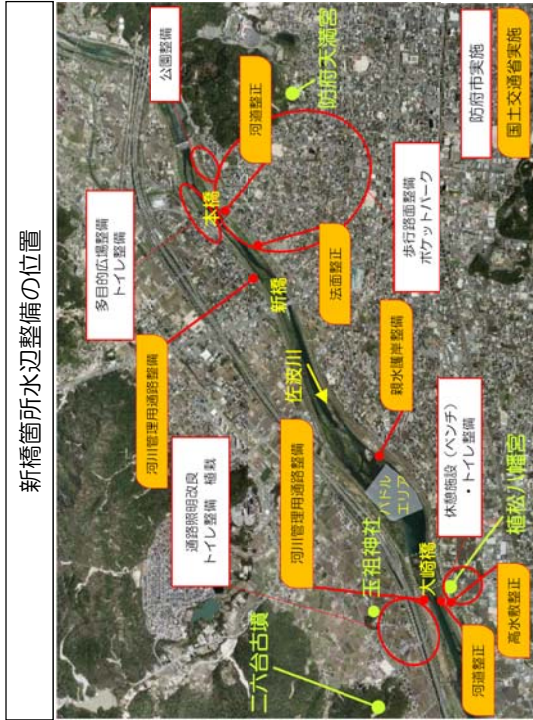 新橋箇所水辺整備の位置
公園整備
多目的広場整備
トイレ整備
河川管理用通路整備
通路照明改良
トイレ整備　植栽
河川管理用通路整備
二六台古墳
玉祖神社
パドル
エリア
大崎橋
河道整正
高水敷整正
植松八幡宮
休憩施設（ベンチ）
・トイレ整備
親水護岸整備
佐波川
新橋
本橋
法面整正
河道整正
防府天満宮
歩行路面整備
ポケットパーク
防府市実施
国土交通省実施